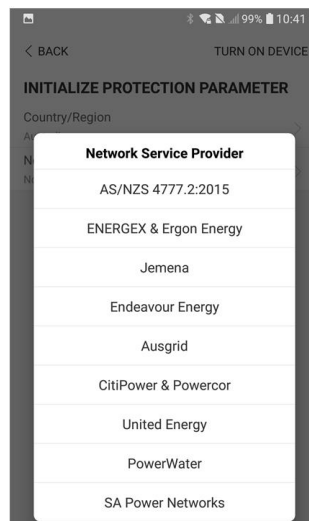 99% 10:41
BACK TURN ON DEVICE
INITIALIZE PROTECTION PARAMETER
Country/Region
Network Service Provider
AS/NZS 4777.2:2015
ENERGEX & Ergon Energy
Jemena
Endeavour Energy
Ausgrid
CitiPower & Powercor
United Energy
PowerWater
SA Power Networks